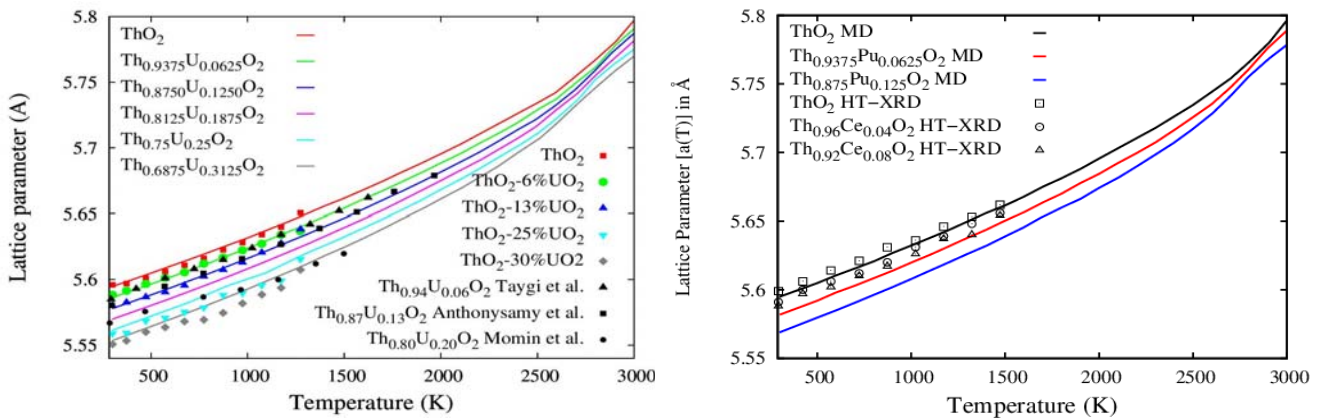 5.8
5.75
5.7
5.65
5.6
5.55
Lattice parameter (A)
500
1000
1500
2000
2500
3000
Temperature (K)
ThO2
Th0.9375U0.0625O2
Th0.8750U0.1250O2
Th0.8125U0.1875O2
Th0.75U0.25O2
Th0.6875U0.3125O2
ThO2
ThO2-6%UO2
ThO2-13%UO2
ThO2-25%UO2
ThO2-30%UO2
Th0.94U0.06O2 Taygi et al.
Th0.87U0.13O2 Anthonysamy et al.
Th0.80U0.20O2 Momin et al.
5.8
5.75
5.7
5.65
5.6
5.55
Lattice Parameter [a(T)] in Å
500
1000
1500
2000
2500
3000
Temperature (K)
ThO2 MD
Th0.9375Pu0.0625O2 MD
Th0.875Pu0.125O2 MD
ThO2 HT−XRD
Th0.96Ce0.04O2 HT−XRD
Th0.92Ce0.08O2 HT−XRD